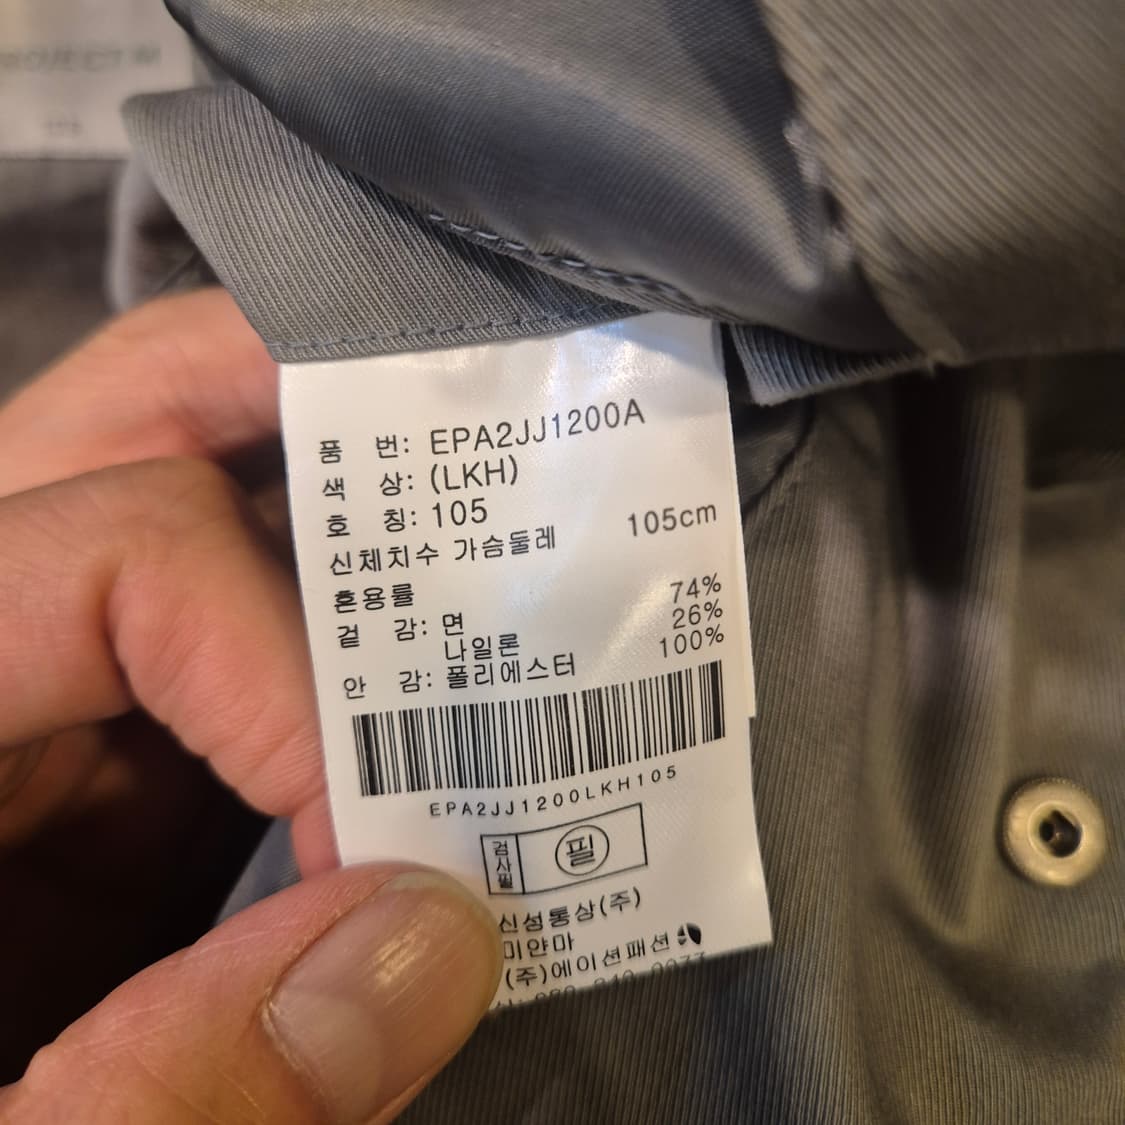 품 번: EPA2JJ1200A
색 상: (LKH)
호 칭: 105
신체치수 가슴둘레 105cm
혼용률
겉 감: 면 74%
나일론 26%
안 감: 폴리에스터 100%
EPA2JJ1200LKH105
검사필 필
신성통상(주)
미얀마
(주)에이션패션